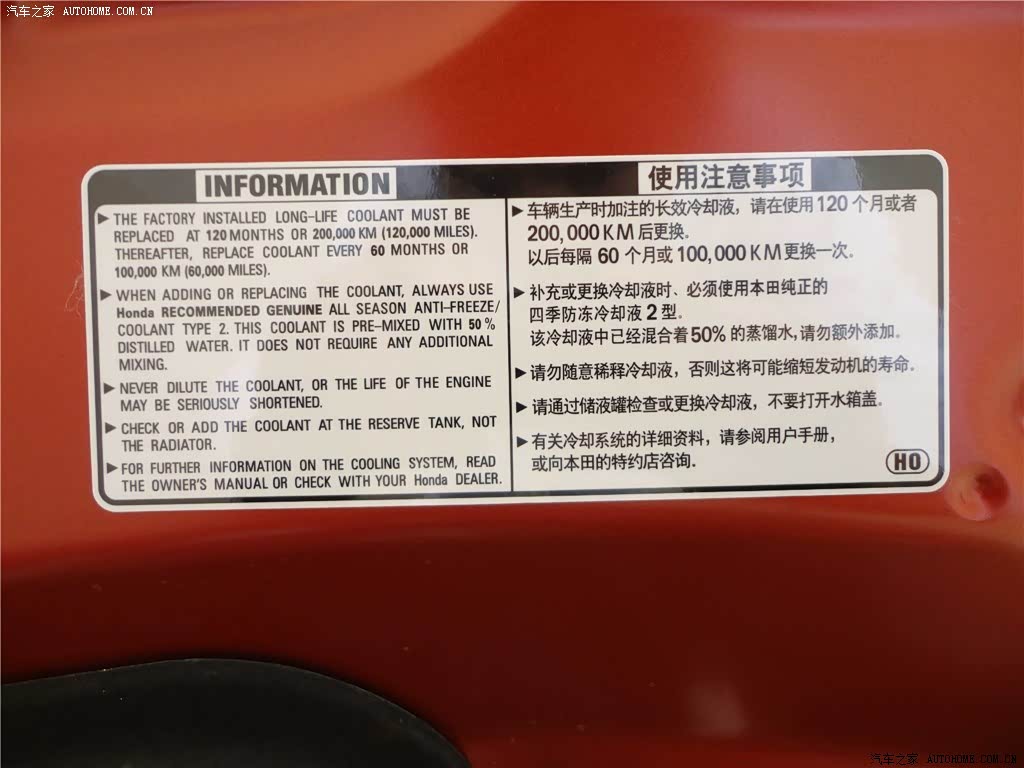 汽车之家 AUTOHOME.COM.CN
INFORMATION
▶ THE FACTORY INSTALLED LONG-LIFE COOLANT MUST BE
REPLACED AT 120 MONTHS OR 200,000 KM (120,000 MILES).
THEREAFTER, REPLACE COOLANT EVERY 60 MONTHS OR
100,000 KM (60,000 MILES).
▶ WHEN ADDING OR REPLACING THE COOLANT, ALWAYS USE
Honda RECOMMENDED GENUINE ALL SEASON ANTI-FREEZE/
COOLANT TYPE 2. THIS COOLANT IS PRE-MIXED WITH 50 %
DISTILLED WATER. IT DOES NOT REQUIRE ANY ADDITIONAL
MIXING.
▶ NEVER DILUTE THE COOLANT, OR THE LIFE OF THE ENGINE
MAY BE SERIOUSLY SHORTENED.
▶ CHECK OR ADD THE COOLANT AT THE RESERVE TANK, NOT
THE RADIATOR.
▶ FOR FURTHER INFORMATION ON THE COOLING SYSTEM, READ
THE OWNER'S MANUAL OR CHECK WITH YOUR Honda DEALER.
使用注意事项
▶ 车辆生产时加注的长效冷却液，请在使用 120 个月或者
200,000 KM 后更换.
以后每隔 60 个月或 100,000 KM 更换一次。
▶ 补充或更换冷却液时、必须使用本田纯正的
四季防冻冷却液 2 型.
该冷却液中已经混合着 50% 的蒸馏水,请勿额外添加。
▶ 请勿随意稀释冷却液，否则这将可能缩短发动机的寿命.
▶ 请通过储液罐检查或更换冷却液，不要打开水箱盖。
▶ 有关冷却系统的详细资料，请参阅用户手册，
或向本田的特约店咨询.
HO
汽车之家 AUTOHOME.COM.CN